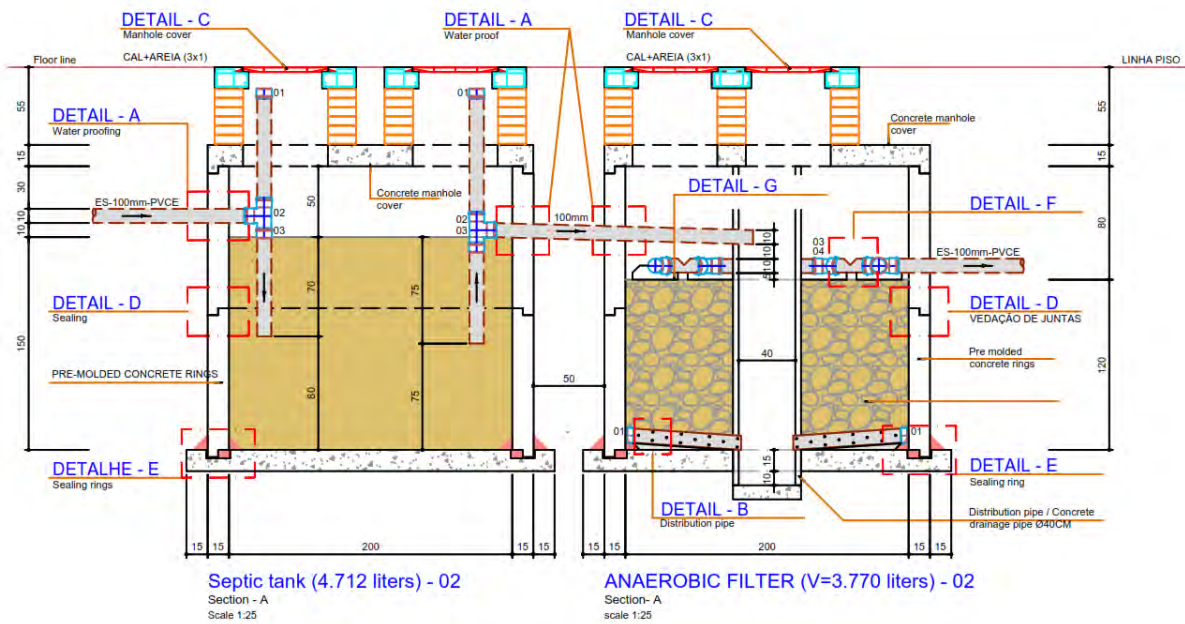 DETAIL - C
Manhole cover
DETAIL - A
Water proof
DETAIL - C
Manhole cover
Floor line
CAL+AREIA (3x1)
CAL+AREIA (3x1)
LINHA PISO
01
01
55
55
DETAIL - A
Water proofing
Concrete manhole
cover
15
15
30
50
Concrete manhole
cover
DETAIL - G
DETAIL - F
80
ES-100mm-PVCE
02
03
02
03
100mm
10
10
10
10
5
10
03
04
ES-100mm-PVCE
DETAIL - D
Sealing
70
75
DETAIL - D
VEDAÇÃO DE JUNTAS
150
40
Pre molded
concrete rings
PRE-MOLDED CONCRETE RINGS
80
75
50
120
01
01
DETALHE - E
Sealing rings
15
10
DETAIL - E
Sealing ring
DETAIL - B
Distribution pipe
Distribution pipe / Concrete
drainage pipe Ø40CM
15
15
200
15
15
15
15
200
15
15
Septic tank (4.712 liters) - 02
Section - A
Scale 1:25
ANAEROBIC FILTER (V=3.770 liters) - 02
Section- A
scale 1:25